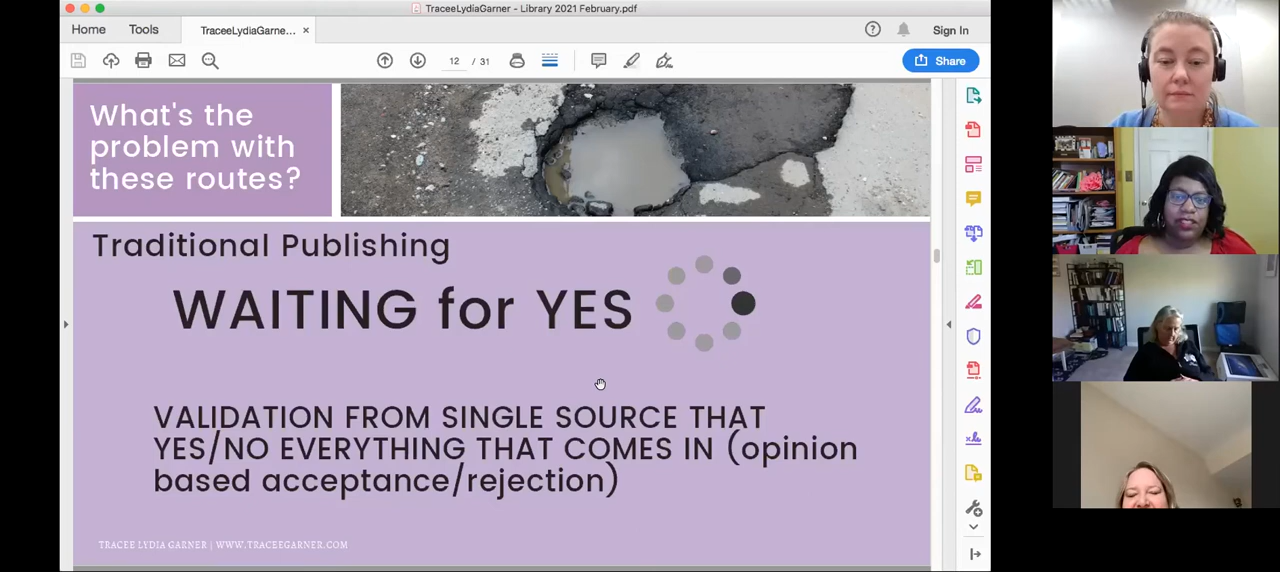 TraceeLydiaGarner - Library 2021 February.pdf
Home Tools TraceeLydiaGarne... × Sign In
12 / 31 Share
What's the
problem with
these routes?
Traditional Publishing
WAITING for YES
VALIDATION FROM SINGLE SOURCE THAT
YES/NO EVERYTHING THAT COMES IN (opinion
based acceptance/rejection)
TRACEE LYDIA GARNER | WWW.TRACEEGARNER.COM